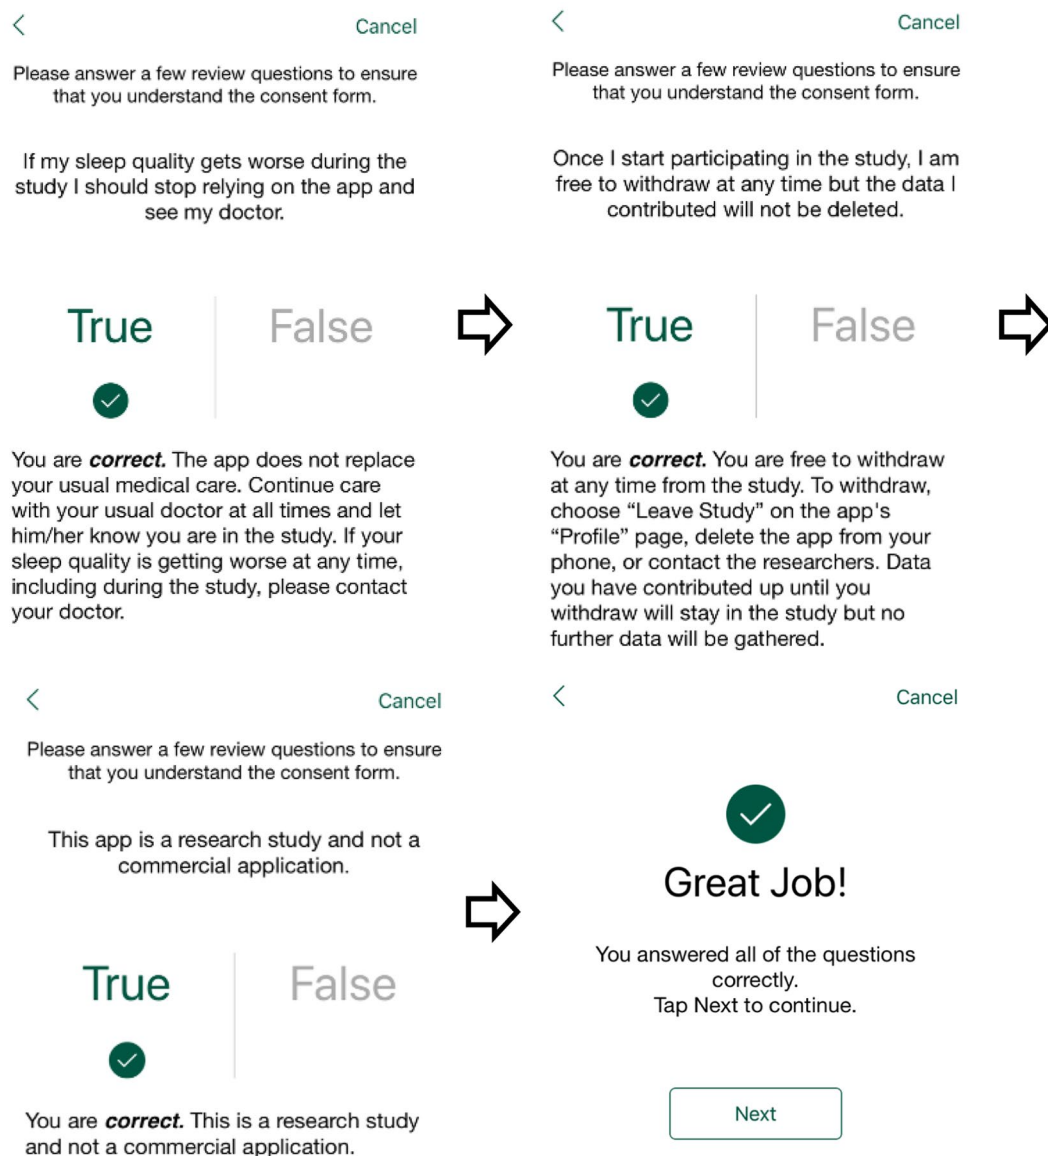 Cancel
Please answer a few review questions to ensure
that you understand the consent form.
If my sleep quality gets worse during the
study I should stop relying on the app and
see my doctor.
True
False
You are correct. The app does not replace
your usual medical care. Continue care
with your usual doctor at all times and let
him/her know you are in the study. If your
sleep quality is getting worse at any time,
including during the study, please contact
your doctor.
Cancel
Please answer a few review questions to ensure
that you understand the consent form.
Once I start participating in the study, I am
free to withdraw at any time but the data I
contributed will not be deleted.
True
False
You are correct. You are free to withdraw
at any time from the study. To withdraw,
choose “Leave Study” on the app's
“Profile” page, delete the app from your
phone, or contact the researchers. Data
you have contributed up until you
withdraw will stay in the study but no
further data will be gathered.
Cancel
Please answer a few review questions to ensure
that you understand the consent form.
This app is a research study and not a
commercial application.
True
False
You are correct. This is a research study
and not a commercial application.
Cancel
Great Job!
You answered all of the questions
correctly.
Tap Next to continue.
Next